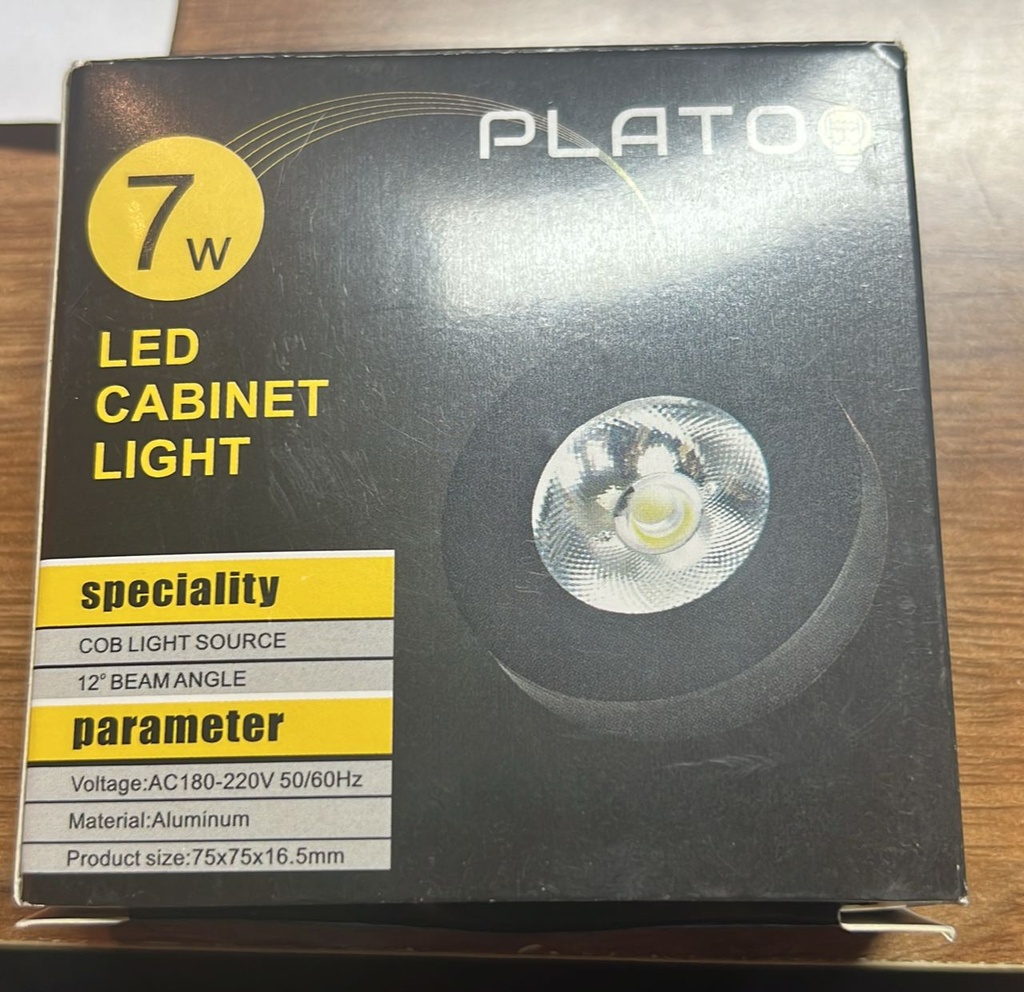 PLATO
7w
LED
CABINET
LIGHT
speciality
COB LIGHT SOURCE
12° BEAM ANGLE
parameter
Voltage:AC180-220V 50/60Hz
Material:Aluminum
Product size:75x75x16.5mm